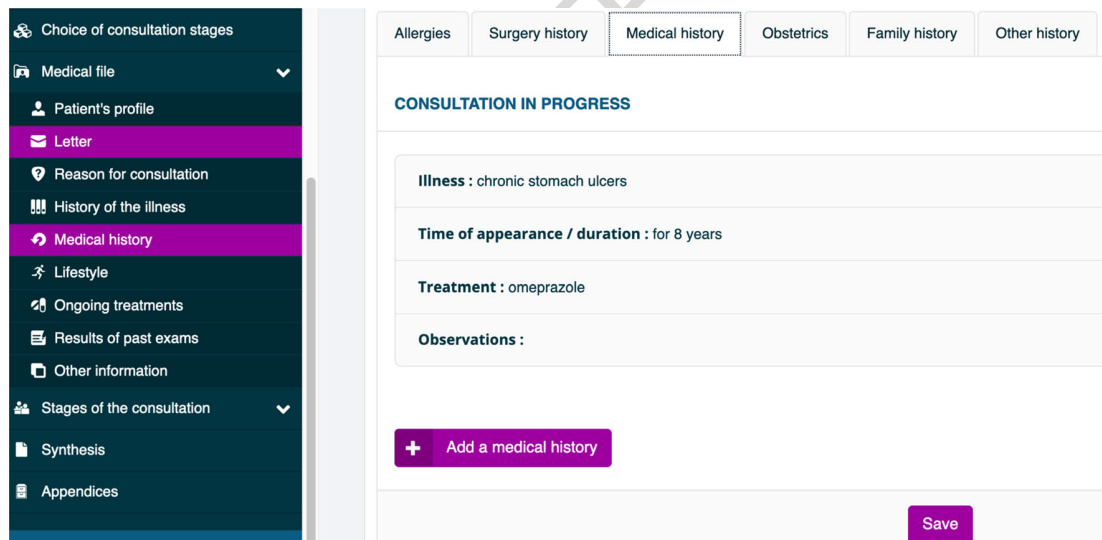 Choice of consultation stages
Medical file
Patient's profile
Letter
Reason for consultation
History of the illness
Medical history
Lifestyle
Ongoing treatments
Results of past exams
Other information
Stages of the consultation
Synthesis
Appendices
Allergies Surgery history Medical history Obstetrics Family history Other history
CONSULTATION IN PROGRESS
Illness : chronic stomach ulcers
Time of appearance / duration : for 8 years
Treatment : omeprazole
Observations :
Add a medical history
Save